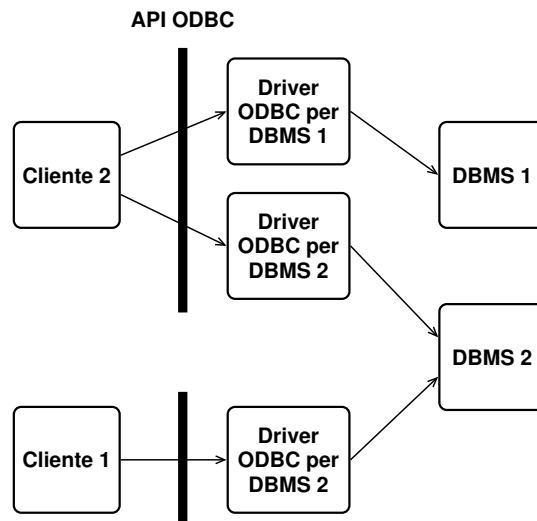 API ODBC
Driver
ODBC per
DBMS 1
Cliente 2
DBMS 1
Driver
ODBC per
DBMS 2
DBMS 2
Cliente 1
Driver
ODBC per
DBMS 2